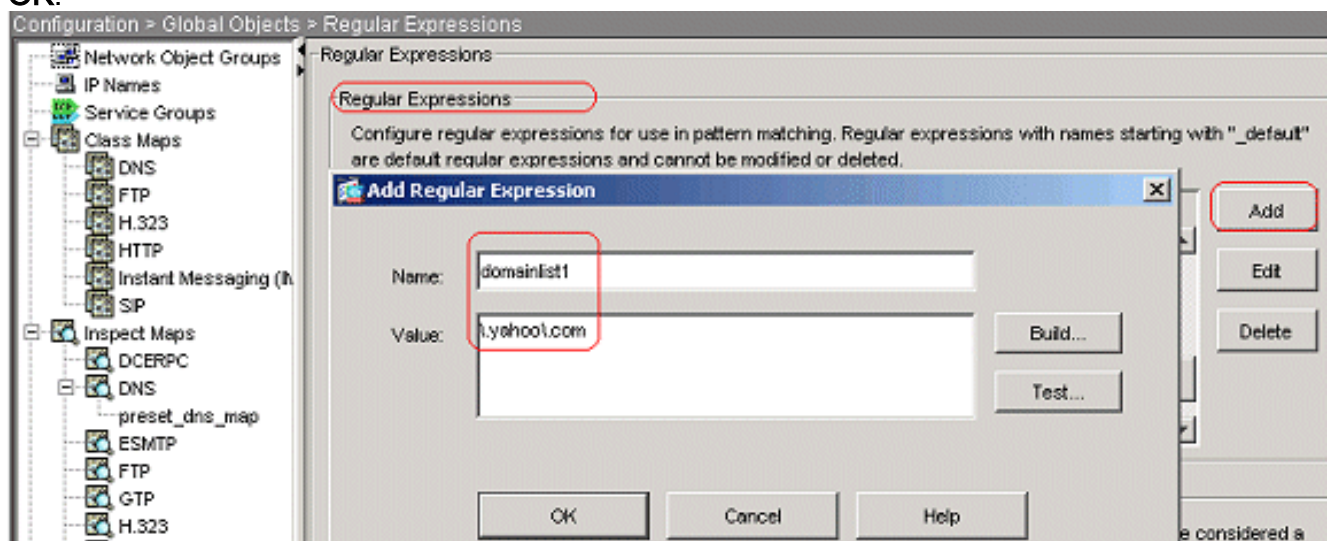 OK.
Configuration > Global Objects > Regular Expressions
Network Object Groups
IP Names
Service Groups
Class Maps
DNS
FTP
H.323
HTTP
Instant Messaging (IM
SIP
Inspect Maps
DCERPC
DNS
preset_dns_map
ESMTP
FTP
GTP
H.323
Regular Expressions
Regular Expressions
Configure regular expressions for use in pattern matching. Regular expressions with names starting with "_default"
are default regular expressions and cannot be modified or deleted.
Add Regular Expression
Name:
domainlist1
Value:
\.yahoo\.com
Build...
Test...
OK
Cancel
Help
Add
Edit
Delete
e considered a